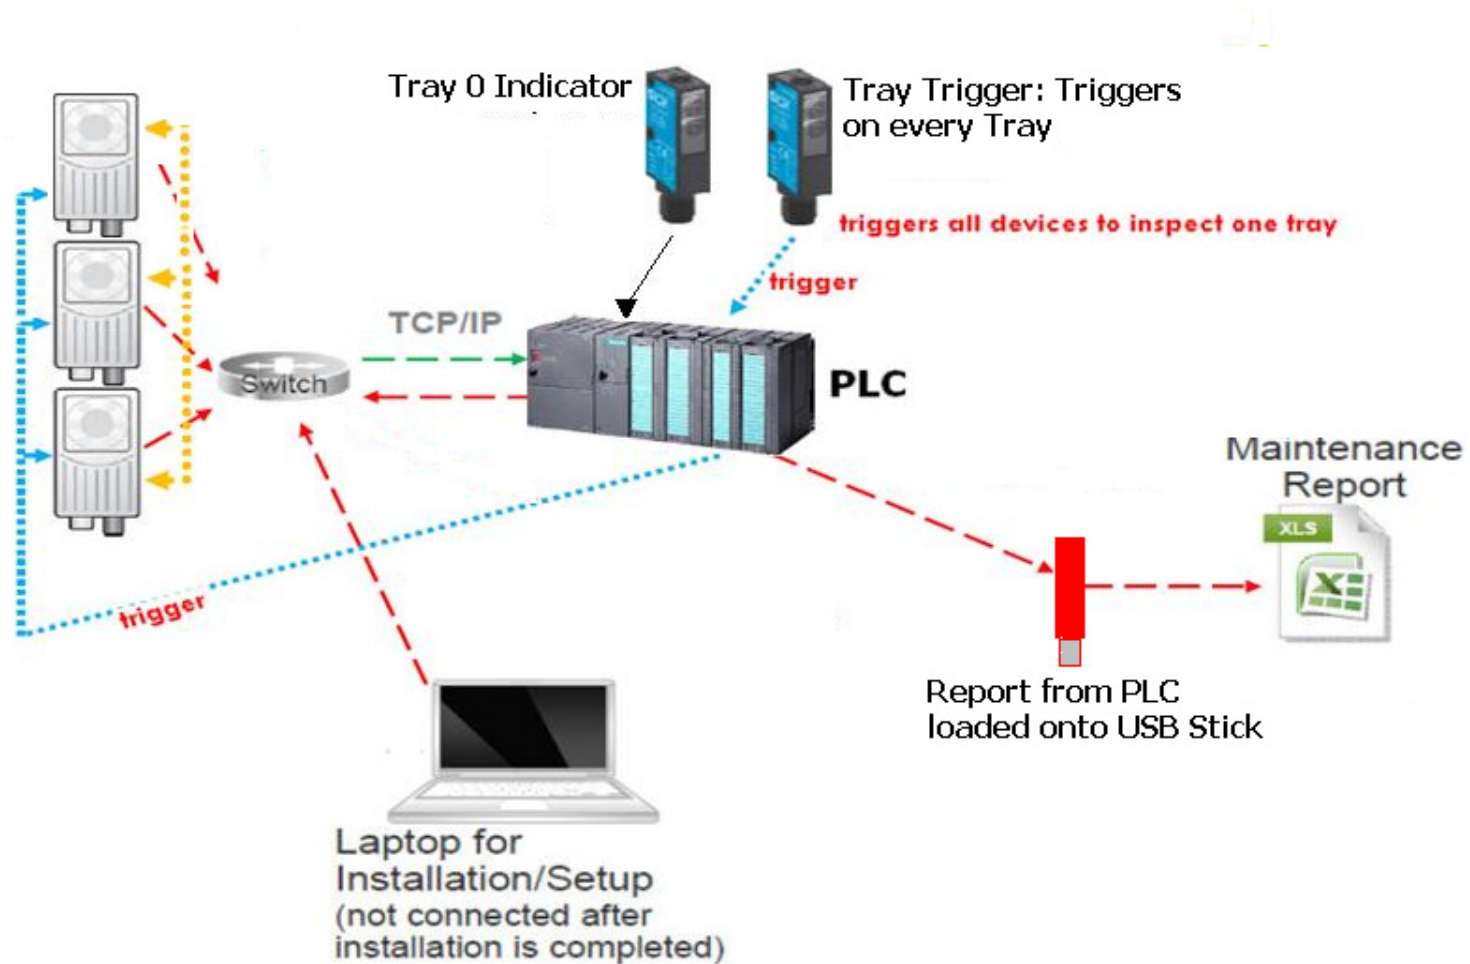 Tray 0 Indicator
Tray Trigger: Triggers
on every Tray
triggers all devices to inspect one tray
trigger
TCP/IP
Switch
PLC
Maintenance
Report
XLS
X
trigger
Report from PLC
loaded onto USB Stick
Laptop for
Installation/Setup
(not connected after
installation is completed)